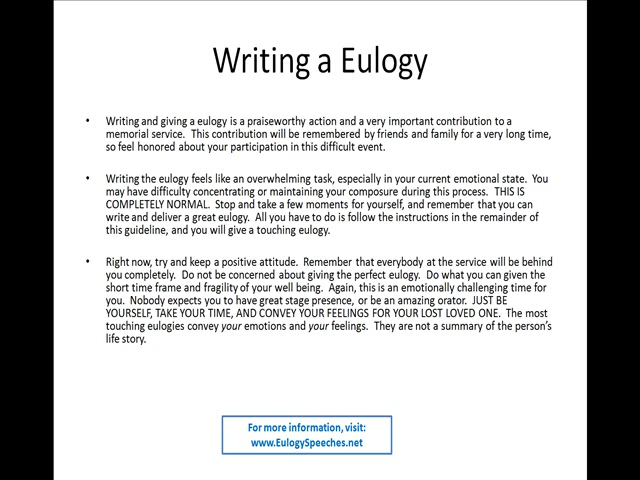 Writing a Eulogy
• Writing and giving a eulogy is a praiseworthy action and a very important contribution to a
memorial service. This contribution will be remembered by friends and family for a very long time,
so feel honored about your participation in this difficult event.
• Writing the eulogy feels like an overwhelming task, especially in your current emotional state. You
may have difficulty concentrating or maintaining your composure during this process. THIS IS
COMPLETELY NORMAL. Stop and take a few moments for yourself, and remember that you can
write and deliver a great eulogy. All you have to do is follow the instructions in the remainder of
this guideline, and you will give a touching eulogy.
• Right now, try and keep a positive attitude. Remember that everybody at the service will be behind
you completely. Do not be concerned about giving the perfect eulogy. Do what you can given the
short time frame and fragility of your well being. Again, this is an emotionally challenging time for
you. Nobody expects you to have great stage presence, or be an amazing orator. JUST BE
YOURSELF, TAKE YOUR TIME, AND CONVEY YOUR FEELINGS FOR YOUR LOST LOVED ONE. The most
touching eulogies convey your emotions and your feelings. They are not a summary of the person's
life story.
For more information, visit:
www.EulogySpeeches.net